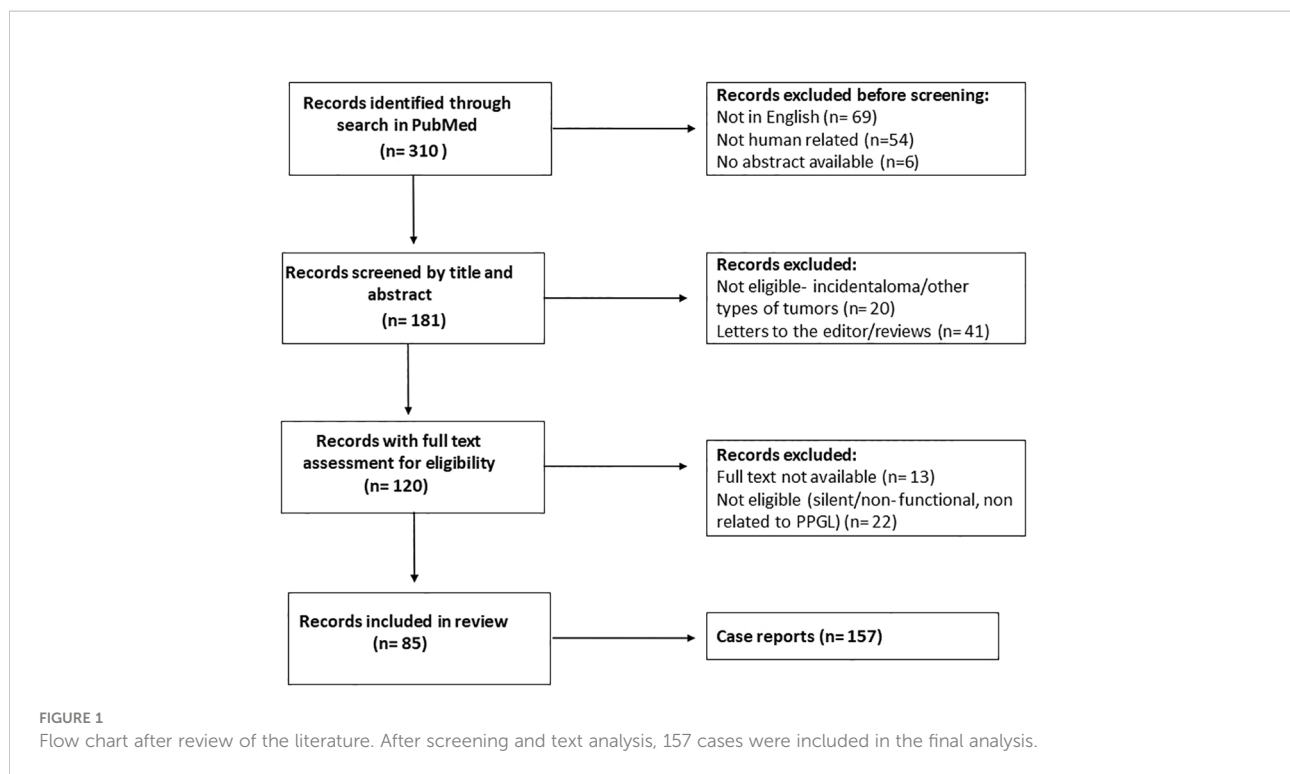 Records identified through
search in PubMed
(n= 310 )
Records excluded before screening:
Not in English (n= 69)
Not human related (n=54)
No abstract available (n=6)
Records screened by title and
abstract
(n= 181)
Records excluded:
Not eligible- incidentaloma/other
types of tumors (n= 20)
Letters to the editor/reviews (n= 41)
Records with full text
assessment for eligibility
(n= 120)
Records excluded:
Full text not available (n= 13)
Not eligible (silent/non-functional, non
related to PPGL) (n= 22)
Records included in review
(n= 85)
Case reports (n= 157)
FIGURE 1
Flow chart after review of the literature. After screening and text analysis, 157 cases were included in the final analysis.